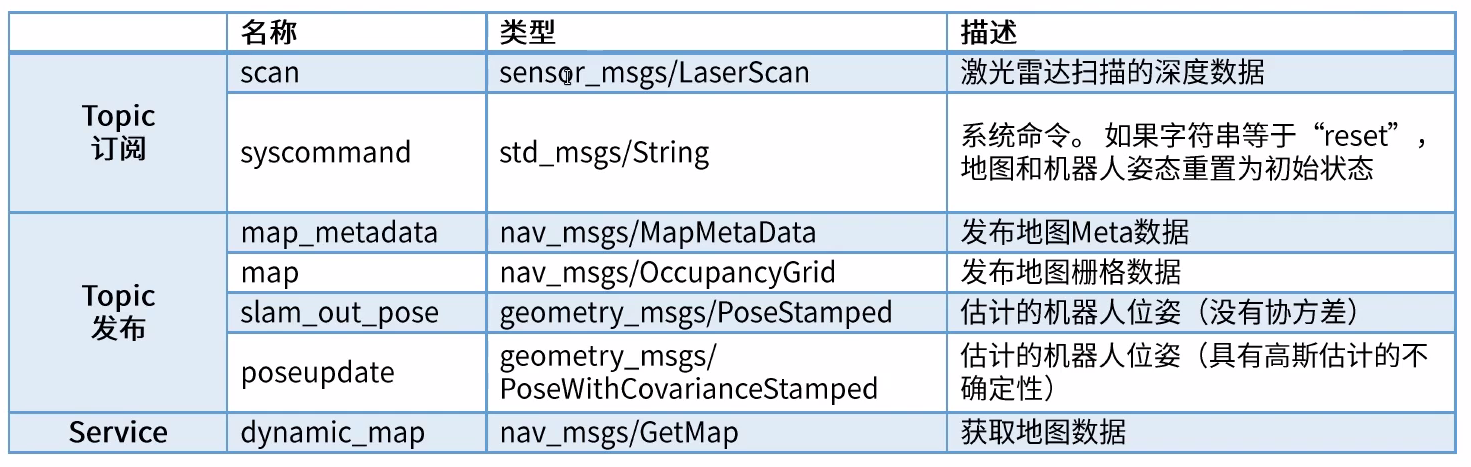 名称 类型 描述
Topic
订阅
scan sensor_msgs/LaserScan 激光雷达扫描的深度数据
syscommand std_msgs/String 系统命令。 如果字符串等于“reset”，
地图和机器人姿态重置为初始状态
Topic
发布
map_metadata nav_msgs/MapMetaData 发布地图Meta数据
map nav_msgs/OccupancyGrid 发布地图栅格数据
slam_out_pose geometry_msgs/PoseStamped 估计的机器人位姿（没有协方差）
poseupdate geometry_msgs/
PoseWithCovarianceStamped 估计的机器人位姿（具有高斯估计的不
确定性）
Service dynamic_map nav_msgs/GetMap 获取地图数据